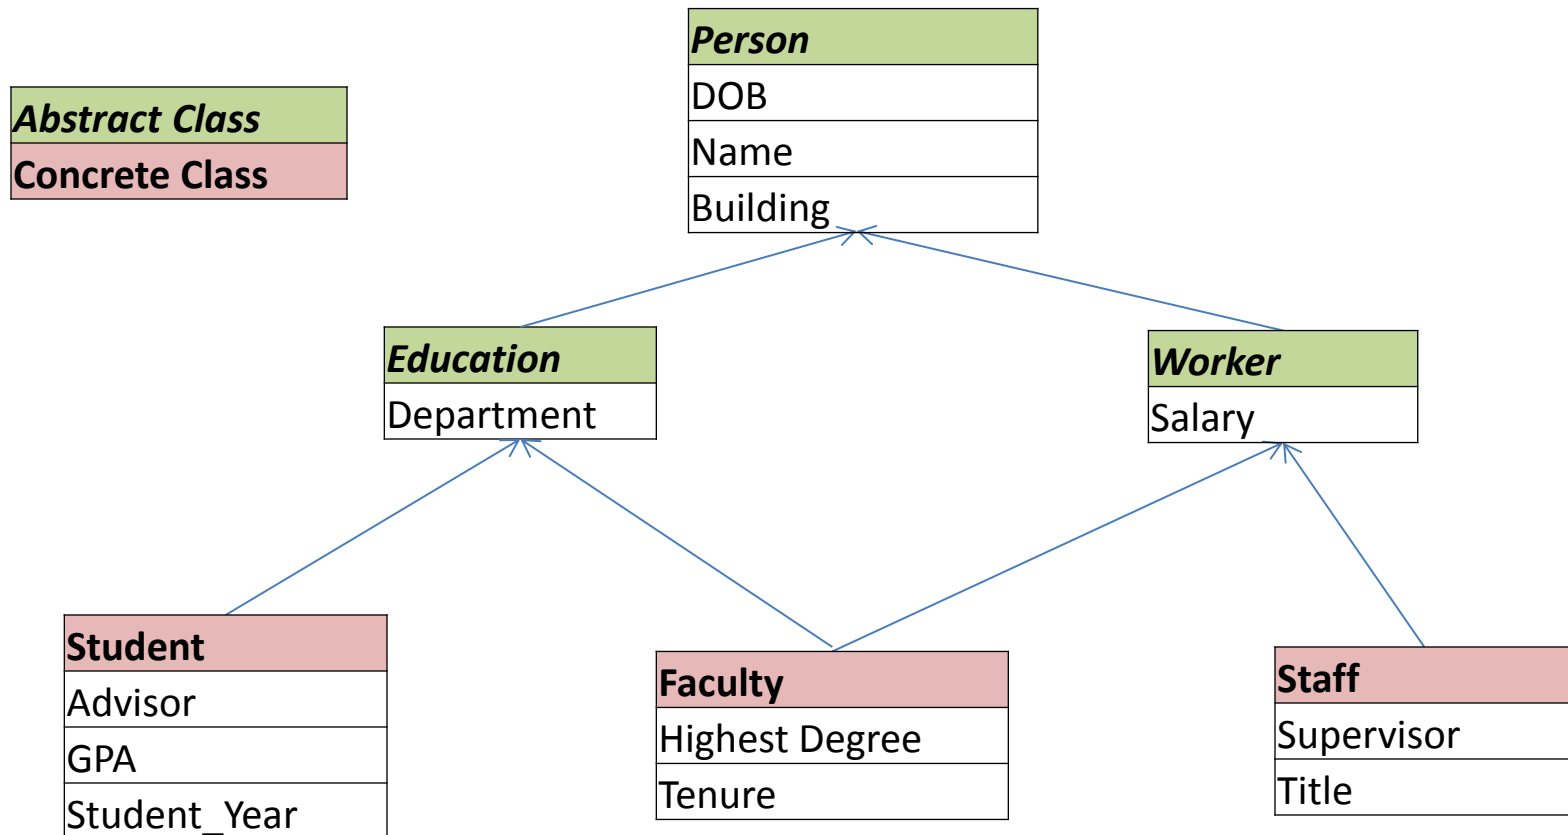 Person
DOB
Name
Building
Abstract Class
Concrete Class
Education
Department
Worker
Salary
Student
Advisor
GPA
Student_Year
Faculty
Highest Degree
Tenure
Staff
Supervisor
Title